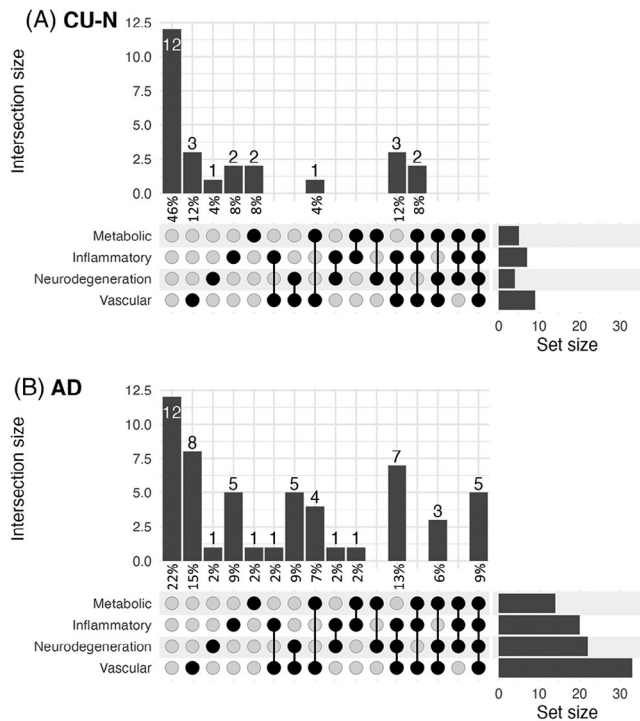 (A) CU-N
Intersection size
12.5
10.0
7.5
5.0
2.5
0.0
12 3 1 2 2 1 3 2
46% 12% 4% 8% 8% 4% 12% 8%
Metabolic
Inflammatory
Neurodegeneration
Vascular
0 10 20 30
Set size
(B) AD
Intersection size
12.5
10.0
7.5
5.0
2.5
0.0
12 8 1 5 1 1 5 4 1 1 7 3 5
22% 15% 2% 9% 2% 2% 9% 7% 2% 2% 13% 6% 9%
Metabolic
Inflammatory
Neurodegeneration
Vascular
0 10 20 30
Set size